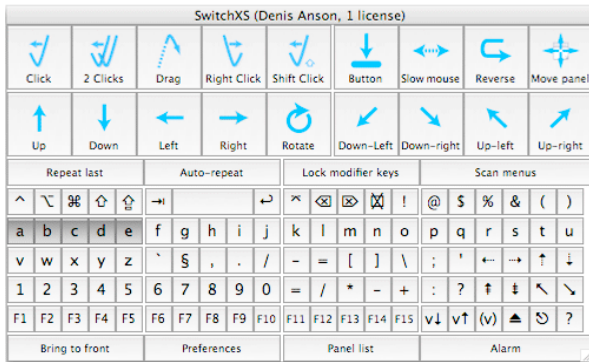 SwitchXS (Denis Anson, 1 license)
Click 2 Clicks Drag Right Click Shift Click Button Slow mouse Reverse Move panel
Up Down Left Right Rotate Down-Left Down-right Up-left Up-right
Repeat last Auto-repeat Lock modifier keys Scan menus
^ ⌥ ⌘ ⇧ ⇪ ⇥ ↩ ⌤ ⌫ ⌦ ! @ $ % & ( )
a b c d e f g h i j k l m n o p q r s t u
v w x y z ` § , . / - = [ ] \ ; ' ⇠ ⇢ ⇡ ⇣
1 2 3 4 5 6 7 8 9 0 = / * - + : ? ⇞ ⇟ ↖ ↘
F1 F2 F3 F4 F5 F6 F7 F8 F9 F10 F11 F12 F13 F14 F15 v↓ v↑ (v) ⏏ ⎋ ?
Bring to front Preferences Panel list Alarm